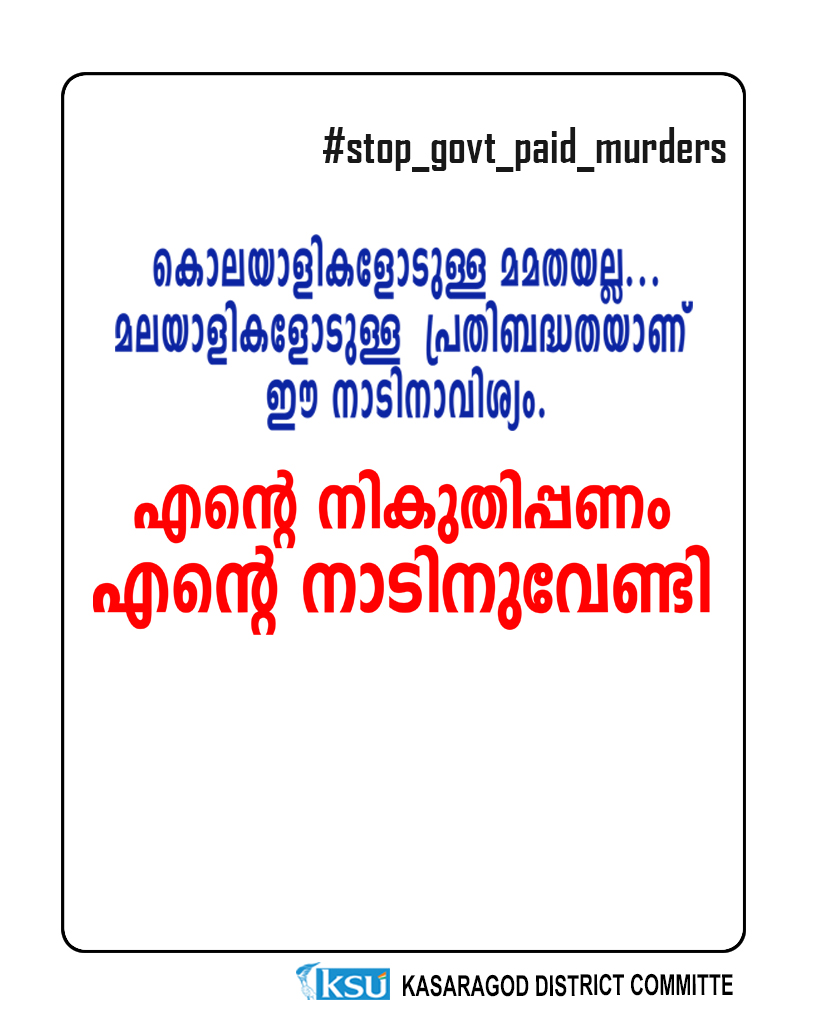 #stop_govt_paid_murders
കൊലയാളികളോടുള്ള മമതയല്ല...
മലയാളികളോടുള്ള പ്രതിബദ്ധതയാണ്
ഈ നാടിനാവിശ്യം.
എന്റെ നികുതിപ്പണം
എന്റെ നാടിനുവേണ്ടി
ksu KASARAGOD DISTRICT COMMITTE